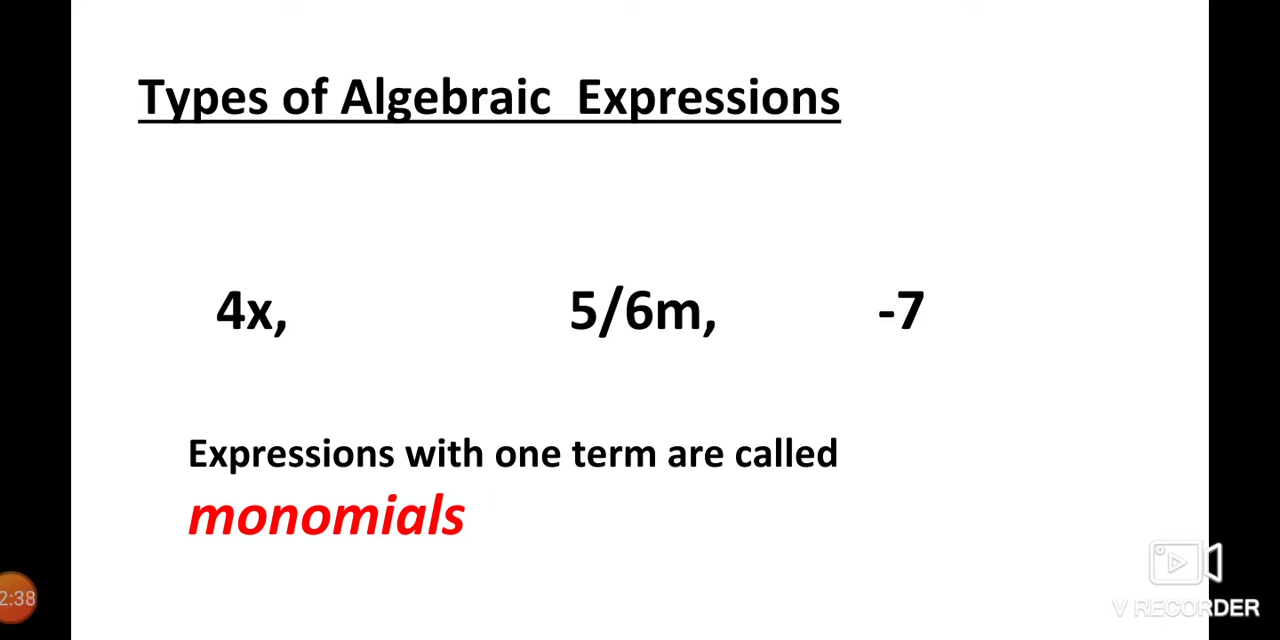 Types of Algebraic  Expressions
4x, 5/6m, -7
Expressions with one term are called
monomials
2:38
V RECORDER